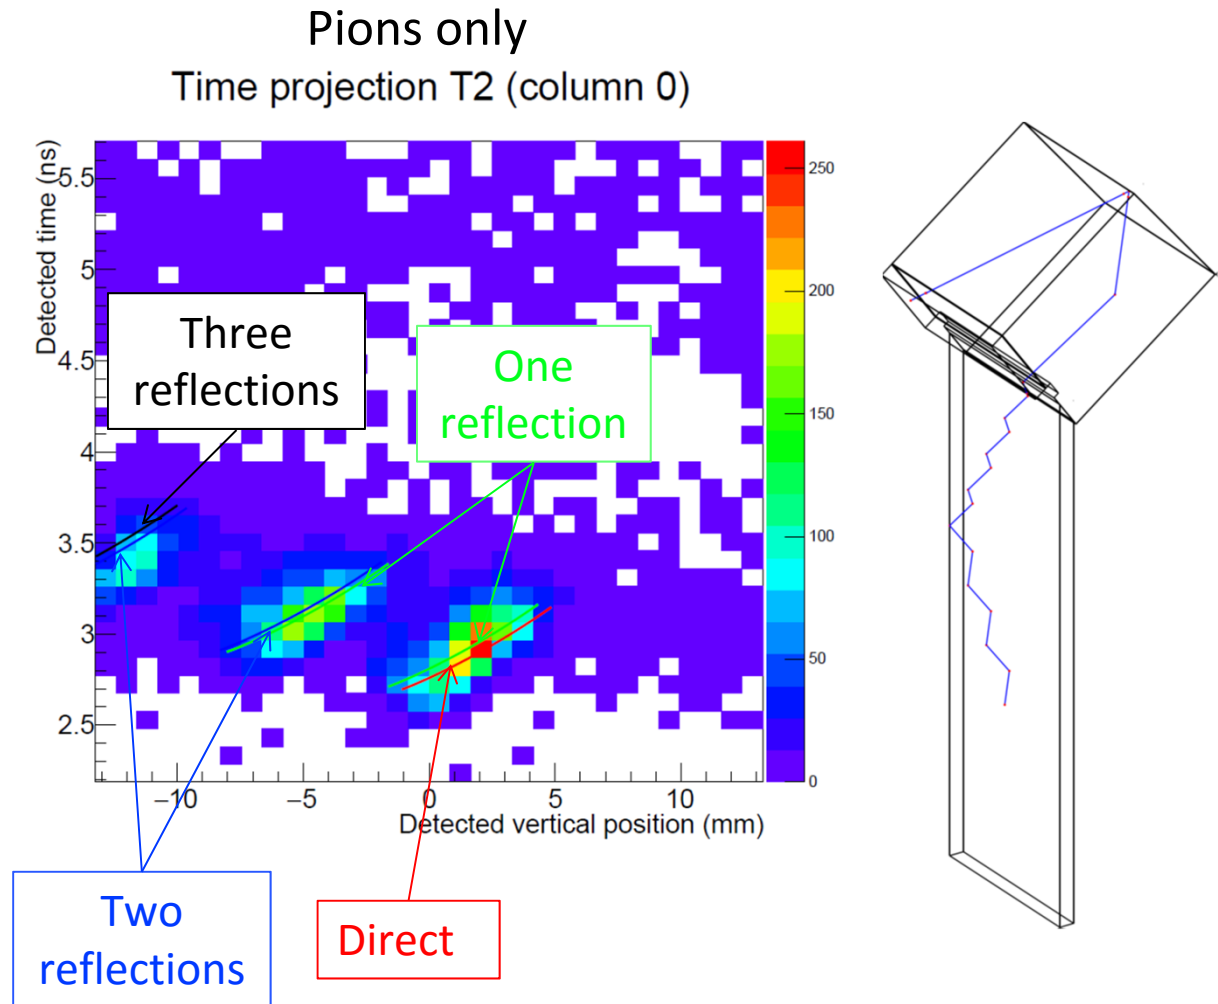 Pions only
Time projection T2 (column 0)
Detected time (ns)
5.5
5
4.5
4
3.5
3
2.5
−10
−5
0
5
10
Detected vertical position (mm)
250
200
150
100
50
0
Three
reflections
One
reflection
Two
reflections
Direct